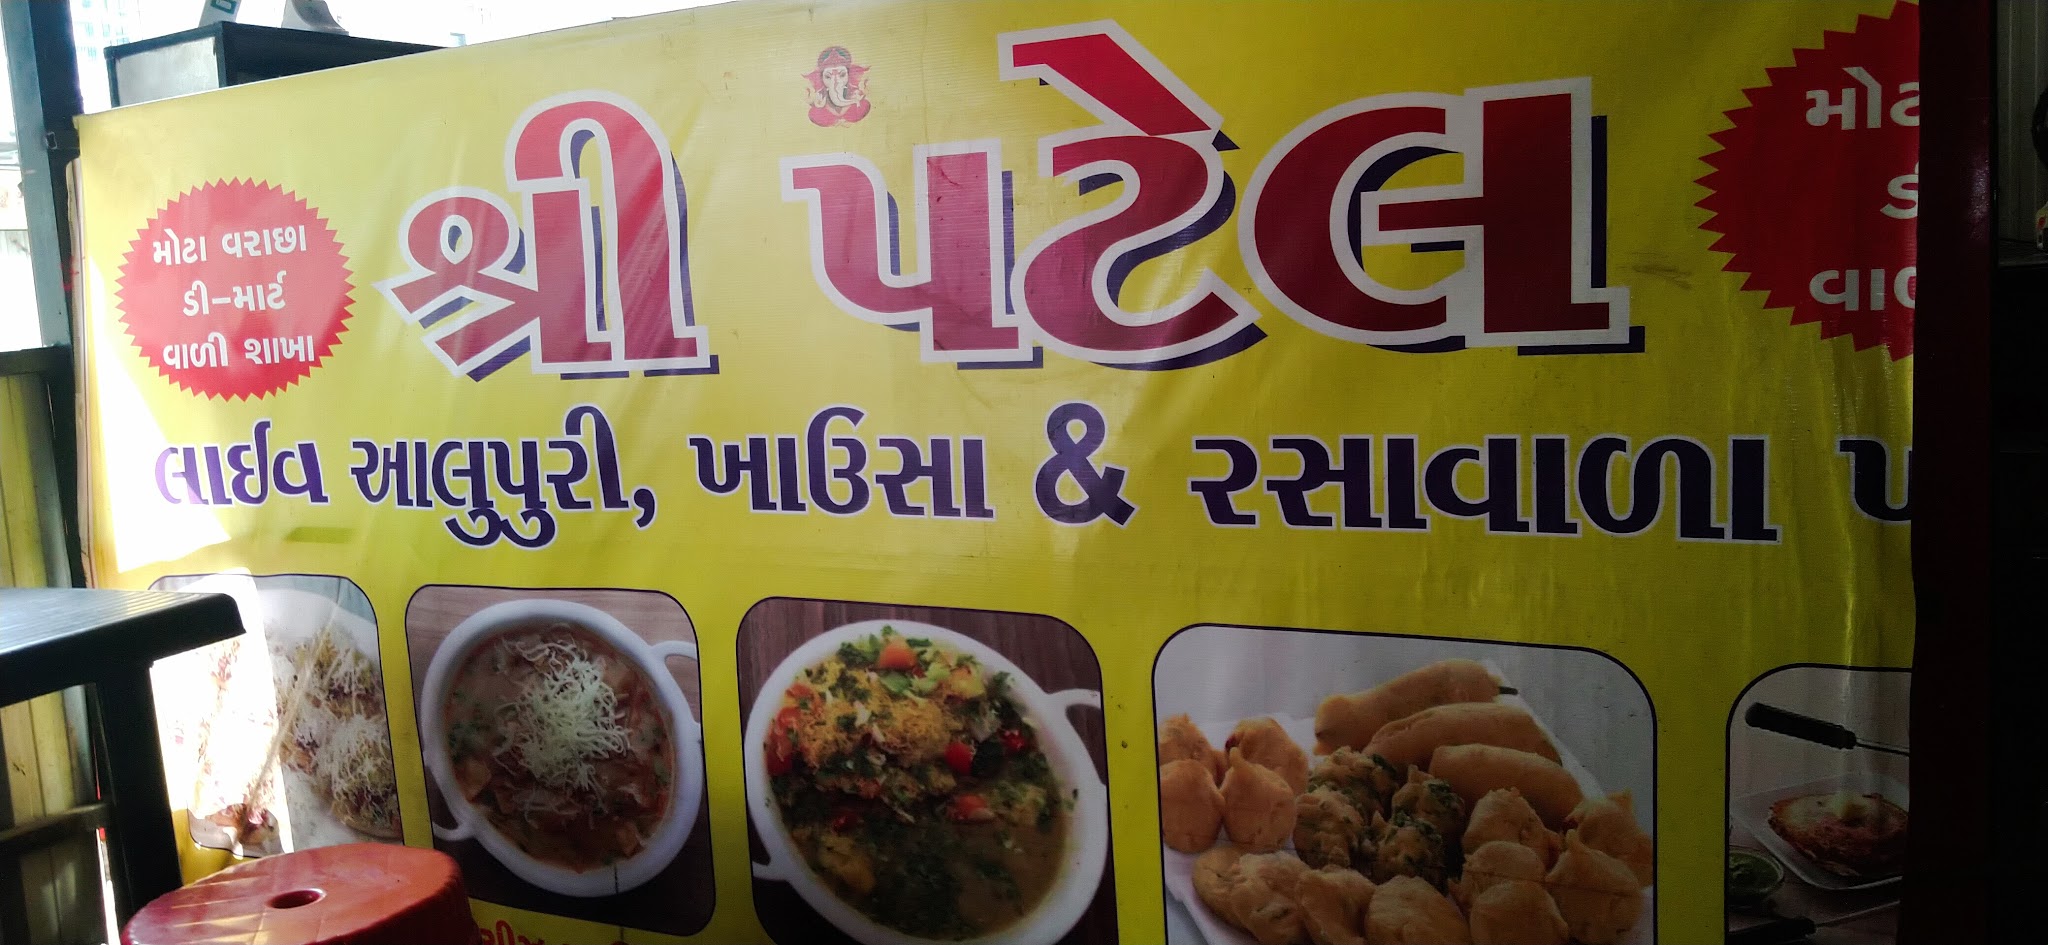 મોટા વરાછા
ડી-માર્ટ
વાળી શાખા
શ્રી પટેલ
લાઈવ આલુપુરી, ખાઉસા & રસાવાળા